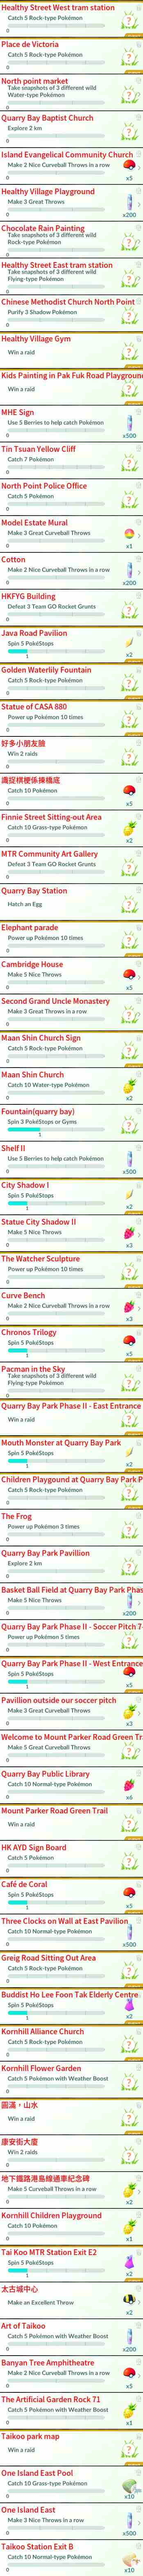 Healthy Street West tram station
Catch 5 Rock-type Pokémon
0
Place de Victoria
Catch 5 Rock-type Pokémon
0
North point market
Take snapshots of 3 different wild
Water-type Pokémon
0
Quarry Bay Baptist Church
Explore 2 km
0
Island Evangelical Community Church
Make 2 Nice Curveball Throws in a row
x5
0
Healthy Village Playground
Make 3 Great Throws
x200
0
Chocolate Rain Painting
Take snapshots of 3 different wild
Rock-type Pokémon
0
Healthy Street East tram station
Take snapshots of 3 different wild
Flying-type Pokémon
0
Chinese Methodist Church North Point
Purify 3 Shadow Pokémon
0
Healthy Village Gym
Win a raid
Kids Painting in Pak Fuk Road Playground
Win a raid
MHE Sign
Use 5 Berries to help catch Pokémon
x500
0
Tin Tsuan Yellow Cliff
Catch 7 Pokémon
0
North Point Police Office
Catch 5 Pokémon
0
Model Estate Mural
Make 3 Great Curveball Throws
x1
0
Cotton
Make 2 Nice Curveball Throws in a row
x200
0
HKFYG Building
Defeat 3 Team GO Rocket Grunts
0
Java Road Pavilion
Spin 5 PokéStops
x2
1
Golden Waterlily Fountain
Catch 5 Rock-type Pokémon
0
Statue of CASA 880
Power up Pokémon 10 times
0
好多小朋友臉
Win 2 raids
0
識捉棋梗係揀橋底
Catch 10 Pokémon
x5
0
Finnie Street Sitting-out Area
Catch 10 Grass-type Pokémon
x2
0
MTR Community Art Gallery
Defeat 3 Team GO Rocket Grunts
0
Quarry Bay Station
Hatch an Egg
Elephant parade
Power up Pokémon 10 times
0
Cambridge House
Make 5 Nice Throws
x5
0
Second Grand Uncle Monastery
Make 3 Great Throws in a row
0
Maan Shin Church Sign
Catch 5 Rock-type Pokémon
0
Maan Shin Church
Catch 10 Water-type Pokémon
x2
0
Fountain(quarry bay)
Spin 3 PokéStops or Gyms
1
Shelf II
Use 5 Berries to help catch Pokémon
x500
0
City Shadow I
Spin 5 PokéStops
x2
1
Statue City Shadow II
Make 5 Nice Throws
x3
0
The Watcher Sculpture
Power up Pokémon 10 times
0
Curve Bench
Make 2 Nice Curveball Throws in a row
x3
0
Chronos Trilogy
Spin 5 PokéStops
x5
1
Pacman in the Sky
Take snapshots of 3 different wild
Flying-type Pokémon
0
Quarry Bay Park Phase II - East Entrance
Win a raid
Mouth Monster at Quarry Bay Park
Spin 5 PokéStops
x2
1
Children Playgound at Quarry Bay Park P
Catch 5 Rock-type Pokémon
0
The Frog
Power up Pokémon 3 times
0
Quarry Bay Park Pavillion
Explore 2 km
0
Basket Ball Field at Quarry Bay Park Phas
Make 5 Nice Throws
x200
0
Quarry Bay Park Phase II - Soccer Pitch 7-
Power up Pokémon 5 times
0
Quarry Bay Park Phase II - West Entrance
Spin 5 PokéStops
x5
1
Pavillion outside our soccer pitch
Make 3 Great Curveball Throws
x3
0
Welcome to Mount Parker Road Green Tr
Make 5 Great Curveball Throws
0
Quarry Bay Public Library
Catch 10 Normal-type Pokémon
x6
0
Mount Parker Road Green Trail
Win a raid
HK AYD Sign Board
Catch 5 Pokémon
0
Café de Coral
Spin 5 PokéStops
x5
1
Three Clocks on Wall at East Pavilion
Catch 10 Normal-type Pokémon
x500
0
Greig Road Sitting Out Area
Catch 5 Rock-type Pokémon
0
Buddist Ho Lee Foon Tak Elderly Centre
Spin 5 PokéStops
x2
1
Kornhill Alliance Church
Catch 5 Rock-type Pokémon
0
Kornhill Flower Garden
Catch 5 Pokémon with Weather Boost
0
圓滿，山水
Win a raid
康安街大廈
Win 2 raids
0
地下鐵路港島線通車紀念碑
Make 5 Curveball Throws in a row
x2
0
Kornhill Children Playground
Catch 10 Pokémon
x1
0
Tai Koo MTR Station Exit E2
Spin 5 PokéStops
x2
1
太古城中心
Make an Excellent Throw
x2
Art of Taikoo
Catch 5 Pokémon with Weather Boost
x200
0
Banyan Tree Amphitheatre
Make 2 Nice Curveball Throws in a row
x5
0
The Artificial Garden Rock 71
Catch 5 Pokémon with Weather Boost
x1
0
Taikoo park map
Win a raid
One Island East Pool
Catch 10 Grass-type Pokémon
x10
0
One Island East
Make 3 Nice Throws in a row
x500
0
Taikoo Station Exit B
Catch 10 Normal-type Pokémon
x10
0